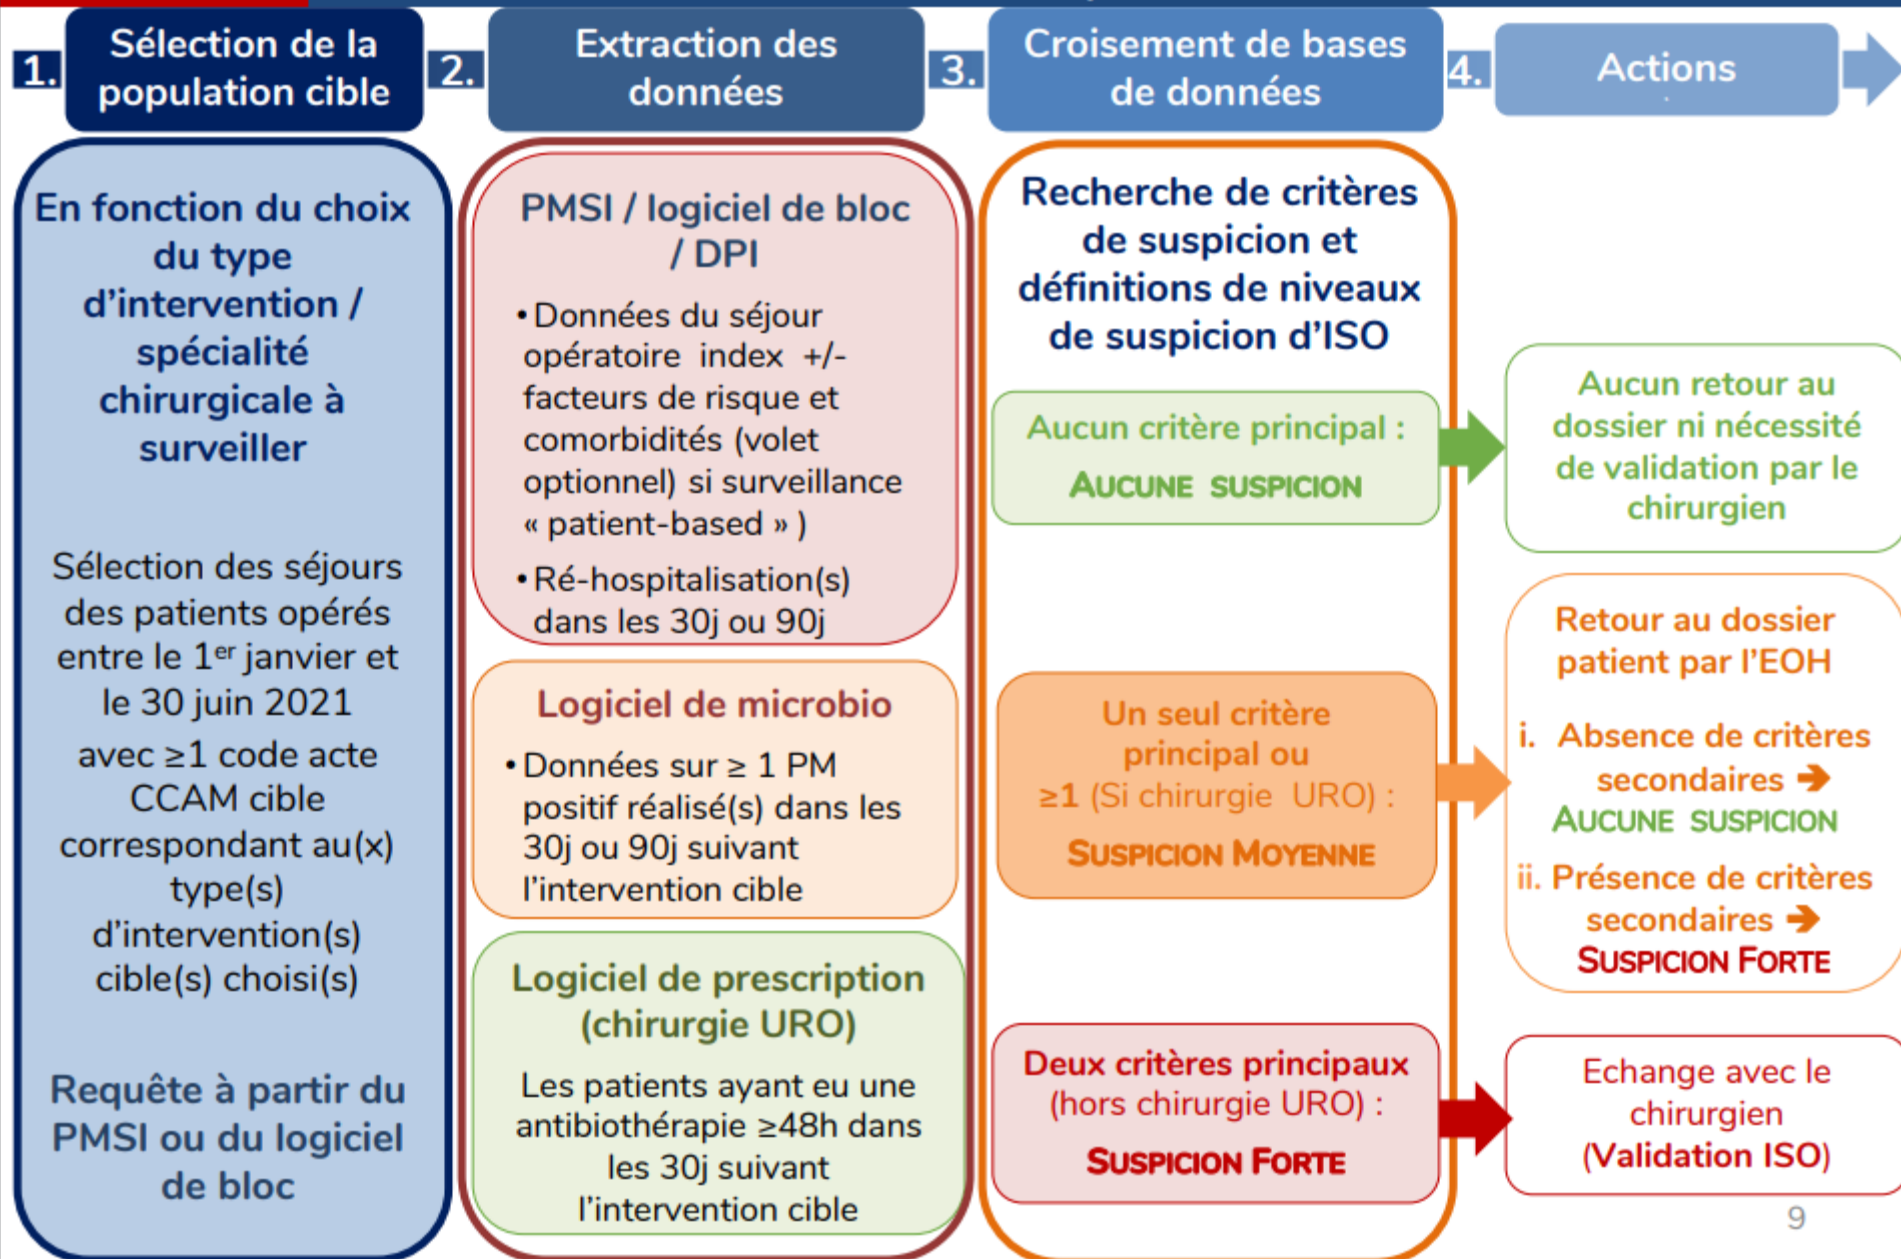 1.
Sélection de la
population cible
2.
Extraction des
données
3.
Croisement de bases
de données
4.
Actions
En fonction du choix
du type
d'intervention /
spécialité
chirurgicale à
surveiller
Sélection des séjours
des patients opérés
entre le 1er janvier et
le 30 juin 2021
avec ≥1 code acte
CCAM cible
correspondant au(x)
type(s)
d'intervention(s)
cible(s) choisi(s)
Requête à partir du
PMSI ou du logiciel
de bloc
PMSI / logiciel de bloc
/ DPI
• Données du séjour
opératoire index +/-
facteurs de risque et
comorbidités (volet
optionnel) si surveillance
« patient-based » )
• Ré-hospitalisation(s)
dans les 30j ou 90j
Logiciel de microbio
• Données sur ≥ 1 PM
positif réalisé(s) dans les
30j ou 90j suivant
l'intervention cible
Logiciel de prescription
(chirurgie URO)
Les patients ayant eu une
antibiothérapie ≥48h dans
les 30j suivant
l'intervention cible
Recherche de critères
de suspicion et
définitions de niveaux
de suspicion d'ISO
Aucun critère principal :
AUCUNE SUSPICION
Un seul critère
principal ou
≥1 (Si chirurgie URO) :
SUSPICION MOYENNE
Deux critères principaux
(hors chirurgie URO) :
SUSPICION FORTE
Aucun retour au
dossier ni nécessité
de validation par le
chirurgien
Retour au dossier
patient par l'EOH
i. Absence de critères
secondaires ➔
AUCUNE SUSPICION
ii. Présence de critères
secondaires ➔
SUSPICION FORTE
Echange avec le
chirurgien
(Validation ISO)
9